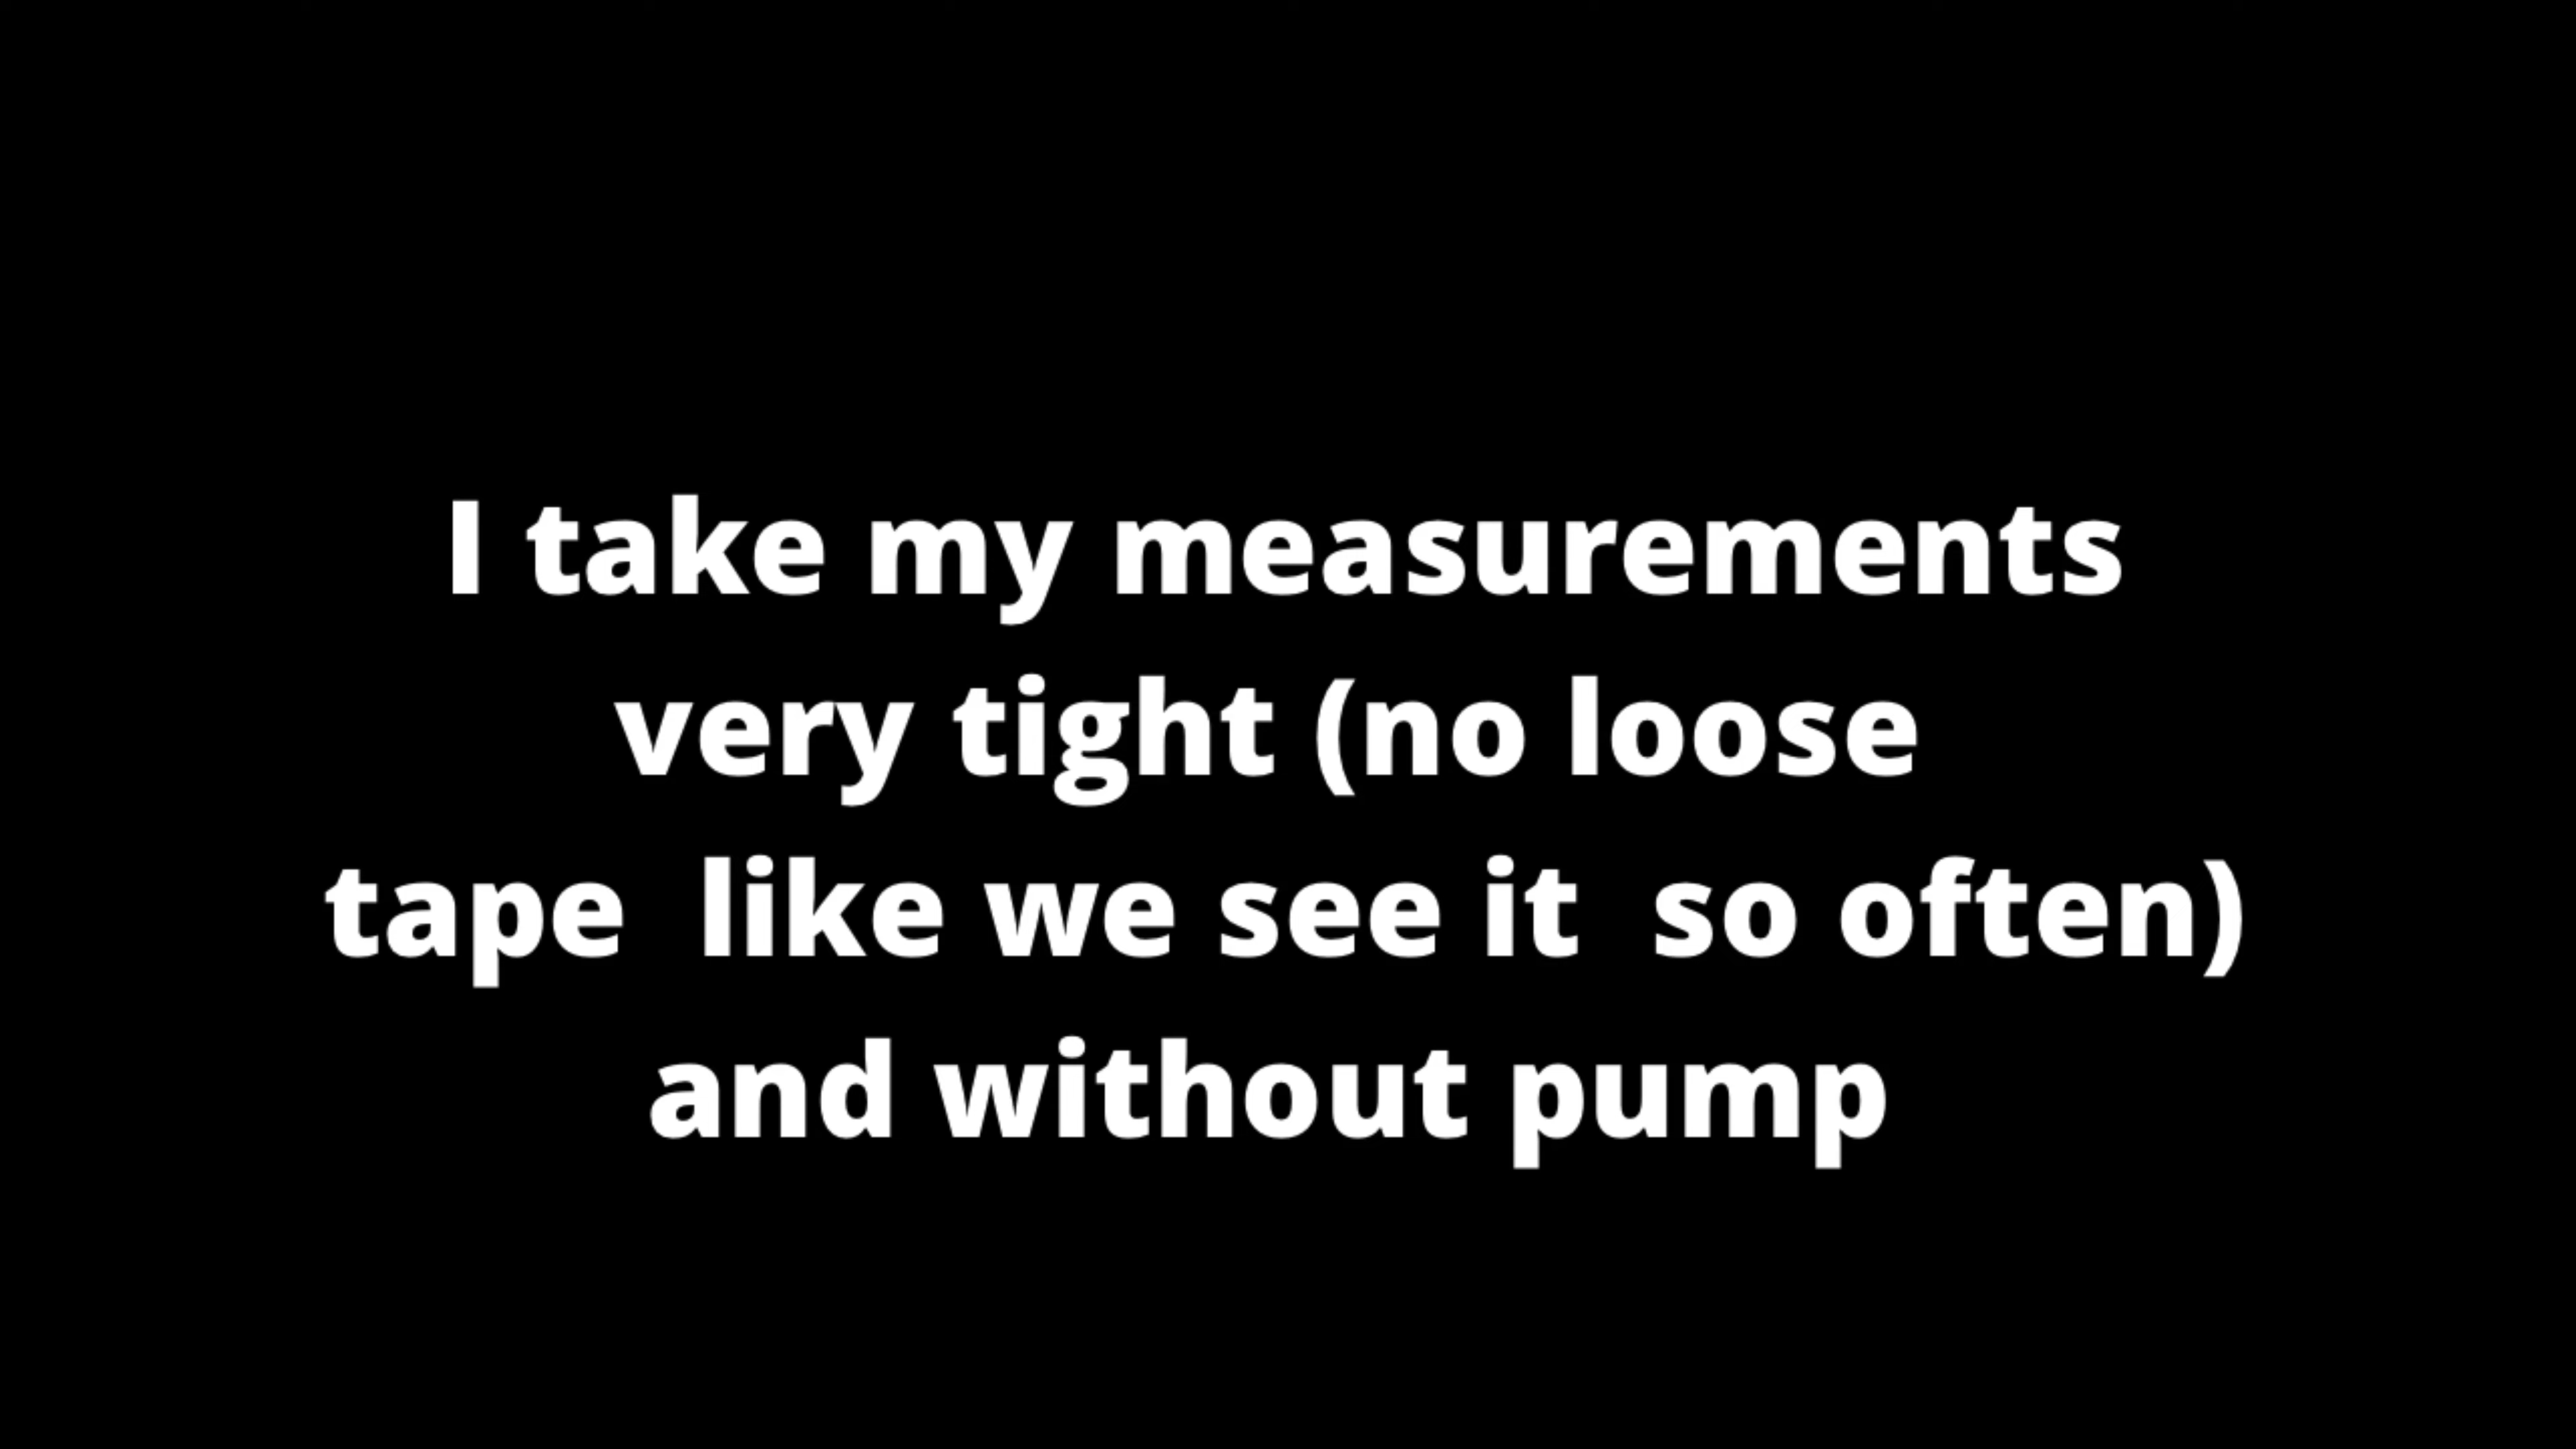 I take my measurements
very tight (no loose
tape  like we see it  so often)
and without pump